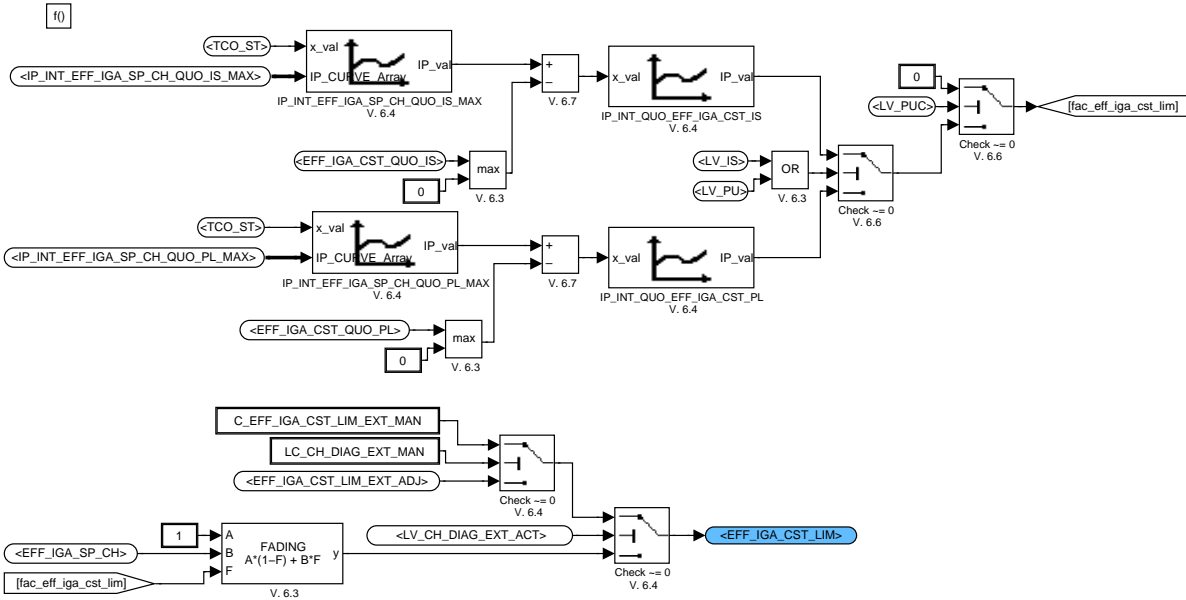 f()
<TCO_ST>
<IP_INT_EFF_IGA_SP_CH_QUO_IS_MAX>
x_val
IP_val
IP_CURVE_Array
IP_INT_EFF_IGA_SP_CH_QUO_IS_MAX
V. 6.4
+
−
V. 6.7
x_val
IP_val
IP_INT_QUO_EFF_IGA_CST_IS
V. 6.4
<EFF_IGA_CST_QUO_IS>
0
max
V. 6.3
<LV_IS>
<LV_PU>
OR
V. 6.3
Check ~= 0
V. 6.6
0
<LV_PUC>
Check ~= 0
V. 6.6
[fac_eff_iga_cst_lim]
<TCO_ST>
<IP_INT_EFF_IGA_SP_CH_QUO_PL_MAX>
x_val
IP_val
IP_CURVE_Array
IP_INT_EFF_IGA_SP_CH_QUO_PL_MAX
V. 6.4
+
−
V. 6.7
x_val
IP_val
IP_INT_QUO_EFF_IGA_CST_PL
V. 6.4
<EFF_IGA_CST_QUO_PL>
0
max
V. 6.3
C_EFF_IGA_CST_LIM_EXT_MAN
LC_CH_DIAG_EXT_MAN
<EFF_IGA_CST_LIM_EXT_ADJ>
Check ~= 0
V. 6.4
1
<EFF_IGA_SP_CH>
[fac_eff_iga_cst_lim]
A
B
F
FADING
A*(1−F) + B*F
y
V. 6.3
<LV_CH_DIAG_EXT_ACT>
Check ~= 0
V. 6.4
<EFF_IGA_CST_LIM>